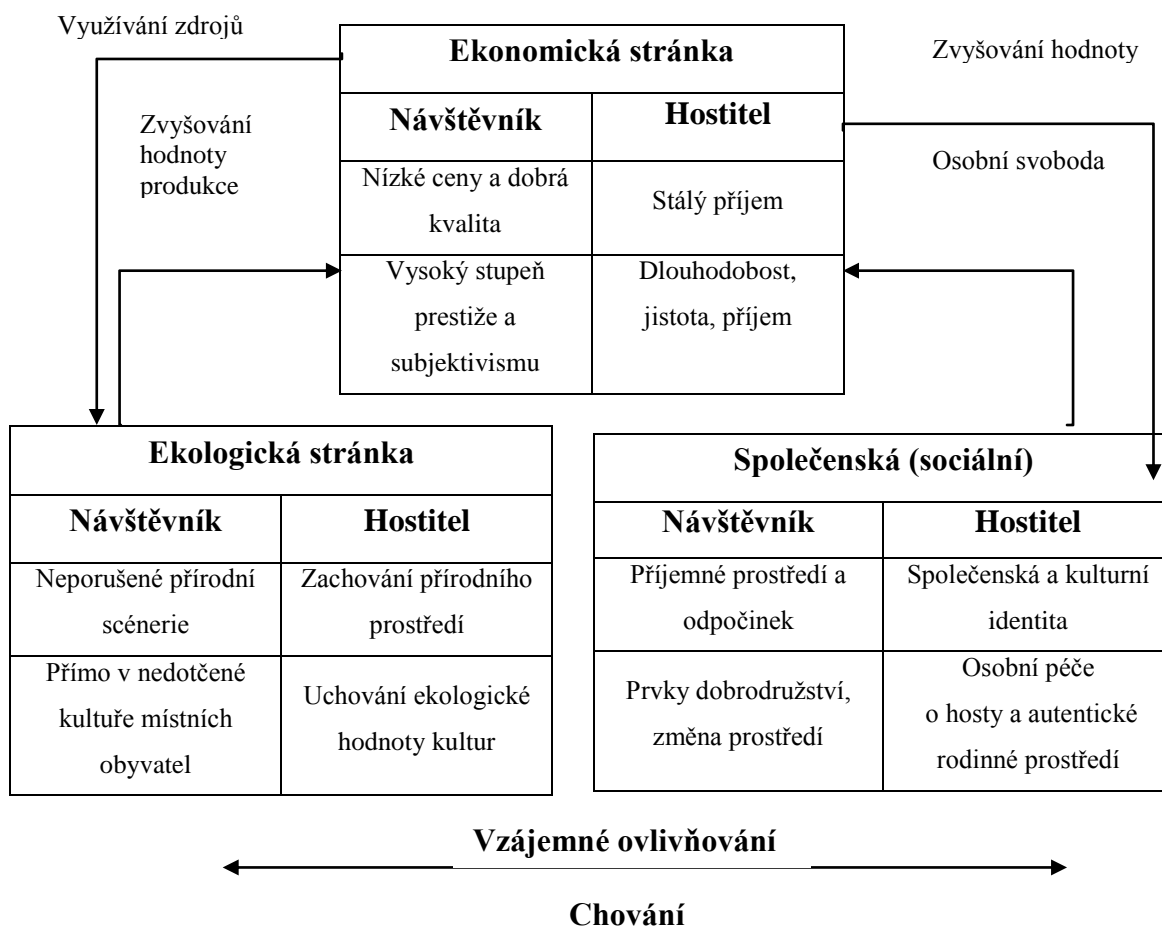 Využívání zdrojů
Zvyšování hodnoty
Ekonomická stránka
Návštěvník
Hostitel
Zvyšování
hodnoty
produkce
Osobní svoboda
Nízké ceny a dobrá
kvalita
Stálý příjem
Vysoký stupeň
prestiže a
subjektivismu
Dlouhodobost,
jistota, příjem
Ekologická stránka
Návštěvník
Hostitel
Neporušené přírodní
scénerie
Zachování přírodního
prostředí
Přímo v nedotčené
kultuře místních
obyvatel
Uchování ekologické
hodnoty kultur
Společenská (sociální)
Návštěvník
Hostitel
Příjemné prostředí a
odpočinek
Společenská a kulturní
identita
Prvky dobrodružství,
změna prostředí
Osobní péče
o hosty a autentické
rodinné prostředí
Vzájemné ovlivňování
Chování